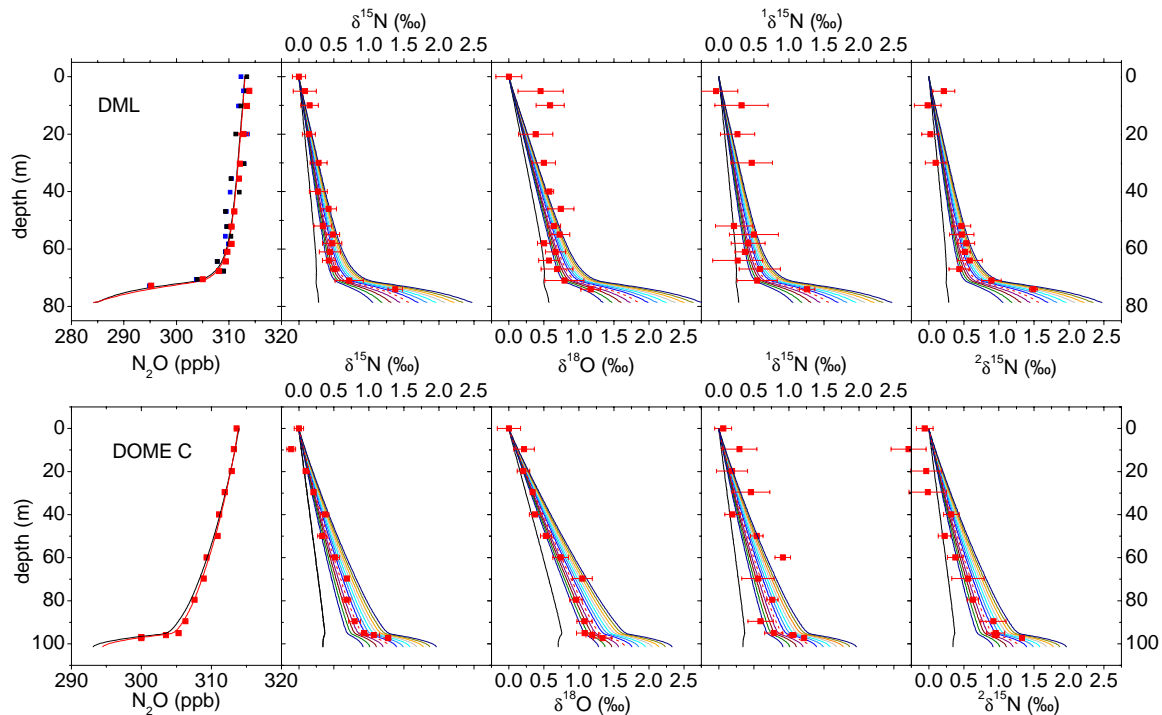 δ¹⁵N (‰) ¹δ¹⁵N (‰)
0.0 0.5 1.0 1.5 2.0 2.5 0.0 0.5 1.0 1.5 2.0 2.5
DML
depth (m)
0 0
20 20
40 40
60 60
80 80
280 290 300 310 320 0.0 0.5 1.0 1.5 2.0 2.5 0.0 0.5 1.0 1.5 2.0 2.5
N₂O (ppb) δ¹⁵N (‰) δ¹⁸O (‰) ¹δ¹⁵N (‰) ²δ¹⁵N (‰)
0.0 0.5 1.0 1.5 2.0 2.5 0.0 0.5 1.0 1.5 2.0 2.5
DOME C
depth (m)
0 0
20 20
40 40
60 60
80 80
100 100
290 300 310 320 0.0 0.5 1.0 1.5 2.0 2.5 0.0 0.5 1.0 1.5 2.0 2.5
N₂O (ppb) δ¹⁸O (‰) ²δ¹⁵N (‰)